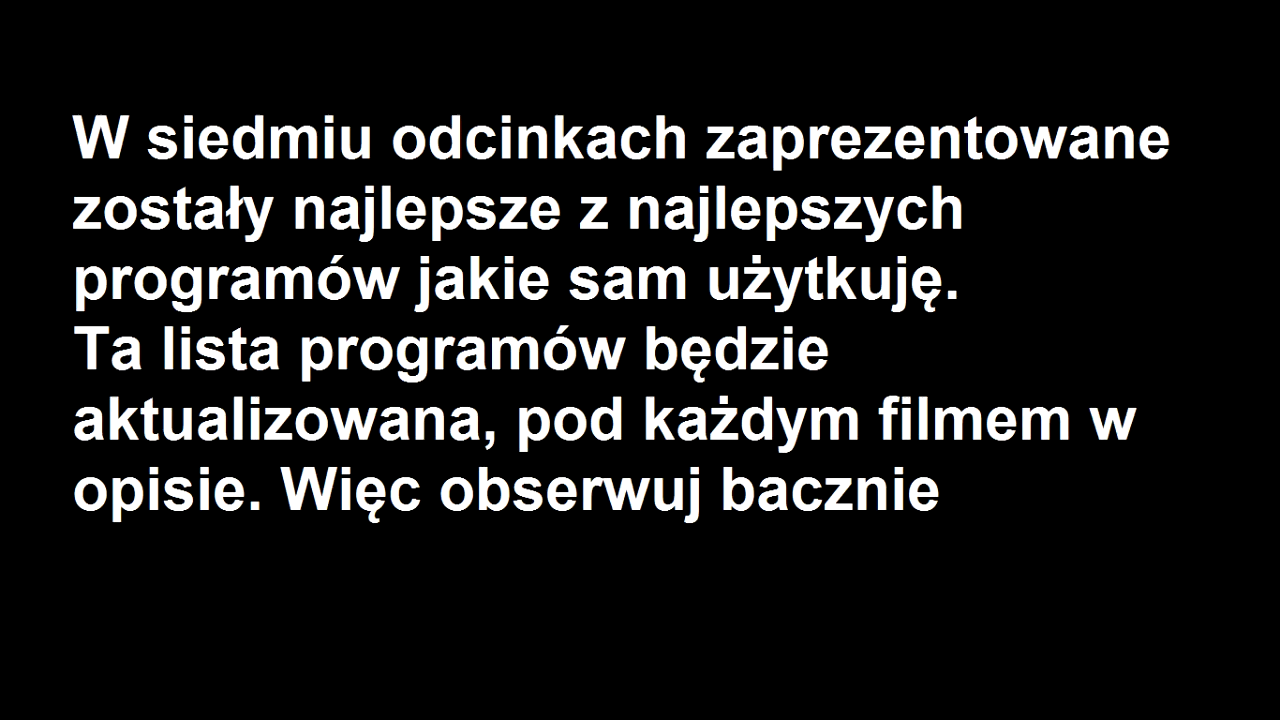 W siedmiu odcinkach zaprezentowane
zostały najlepsze z najlepszych
programów jakie sam użytkuję.
Ta lista programów będzie
aktualizowana, pod każdym filmem w
opisie. Więc obserwuj bacznie